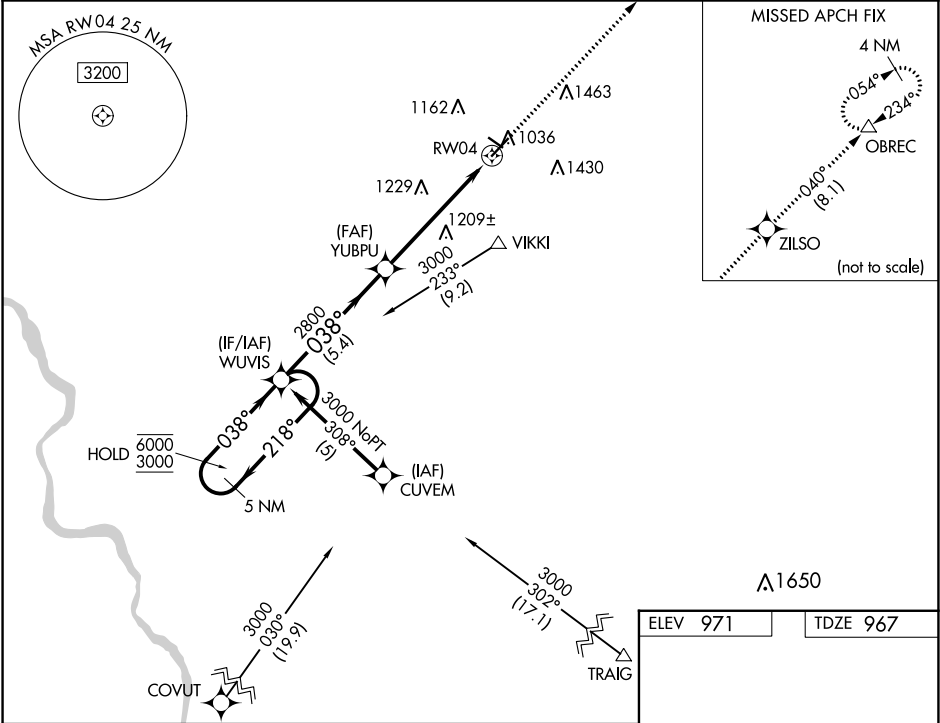 MSA RW04 25 NM
3200
MISSED APCH FIX
4 NM
054°
234°
OBREC
040°
(8.1)
ZILSO
(not to scale)
1463
1162
1036
RW04
1430
1229
1209±
(FAF)
YUBPU
VIKKI
3000
233°
(9.2)
2800
038°
(5.4)
(IF/IAF)
WUVIS
3000 NoPT
308°
(5)
038°
218°
HOLD
6000
3000
5 NM
(IAF)
CUVEM
3000
030°
(19.9)
COVUT
3000
302°
(17.1)
TRAIG
1650
ELEV 971
TDZE 967